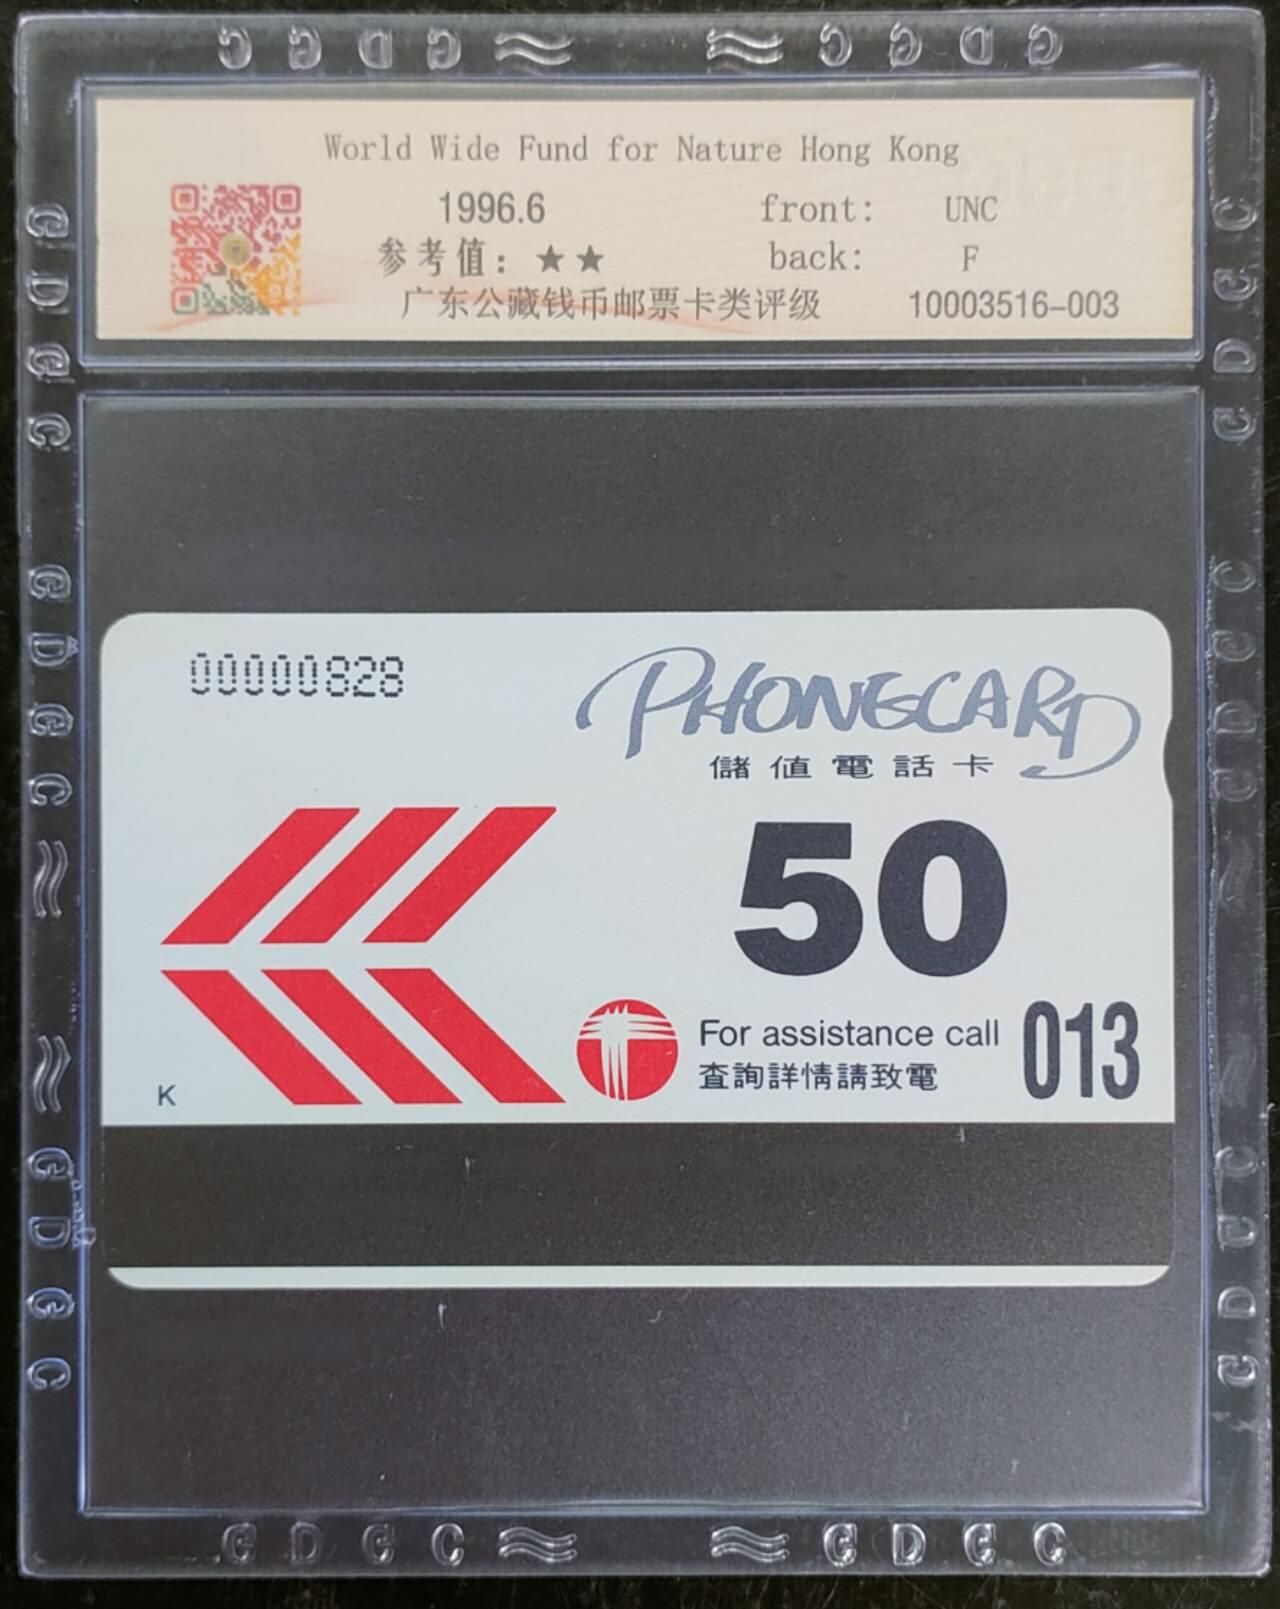 G D G C G D G C
World Wide Fund for Nature Hong Kong
1996.6 front: UNC
参考值：★★ back: F
广东公藏钱币邮票卡类评级 10003516-003
G D G C
G D G C
G D G C
G D G C
G D G C
G D G C
00000828
PHONECARD
儲值電話卡
50
For assistance call 013
查詢詳情請致電
K
G D G C G D G C